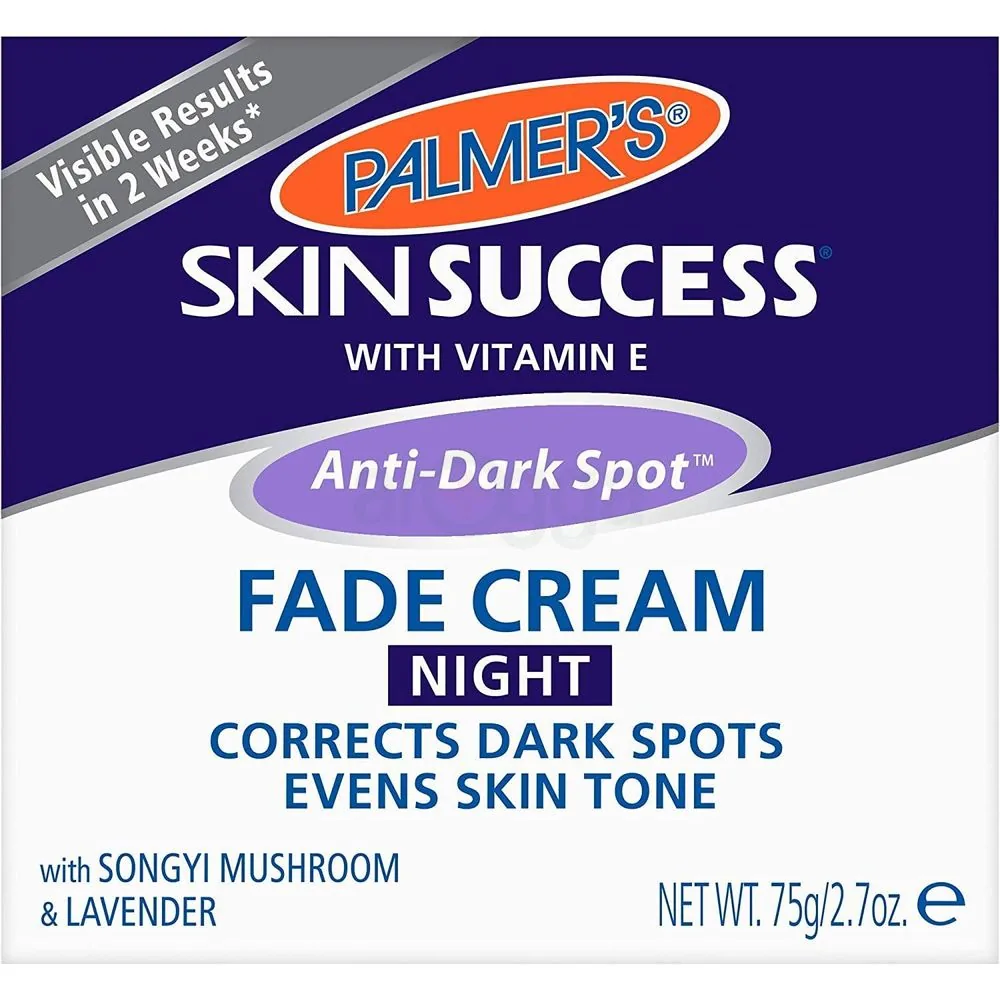 Visible Results
in 2 Weeks*
PALMER'S®
SKIN SUCCESS®
WITH VITAMIN E
Anti-Dark Spot™
FADE CREAM
NIGHT
CORRECTS DARK SPOTS
EVENS SKIN TONE
with SONGYI MUSHROOM
& LAVENDER
NET WT. 75g/2.7oz. ℮